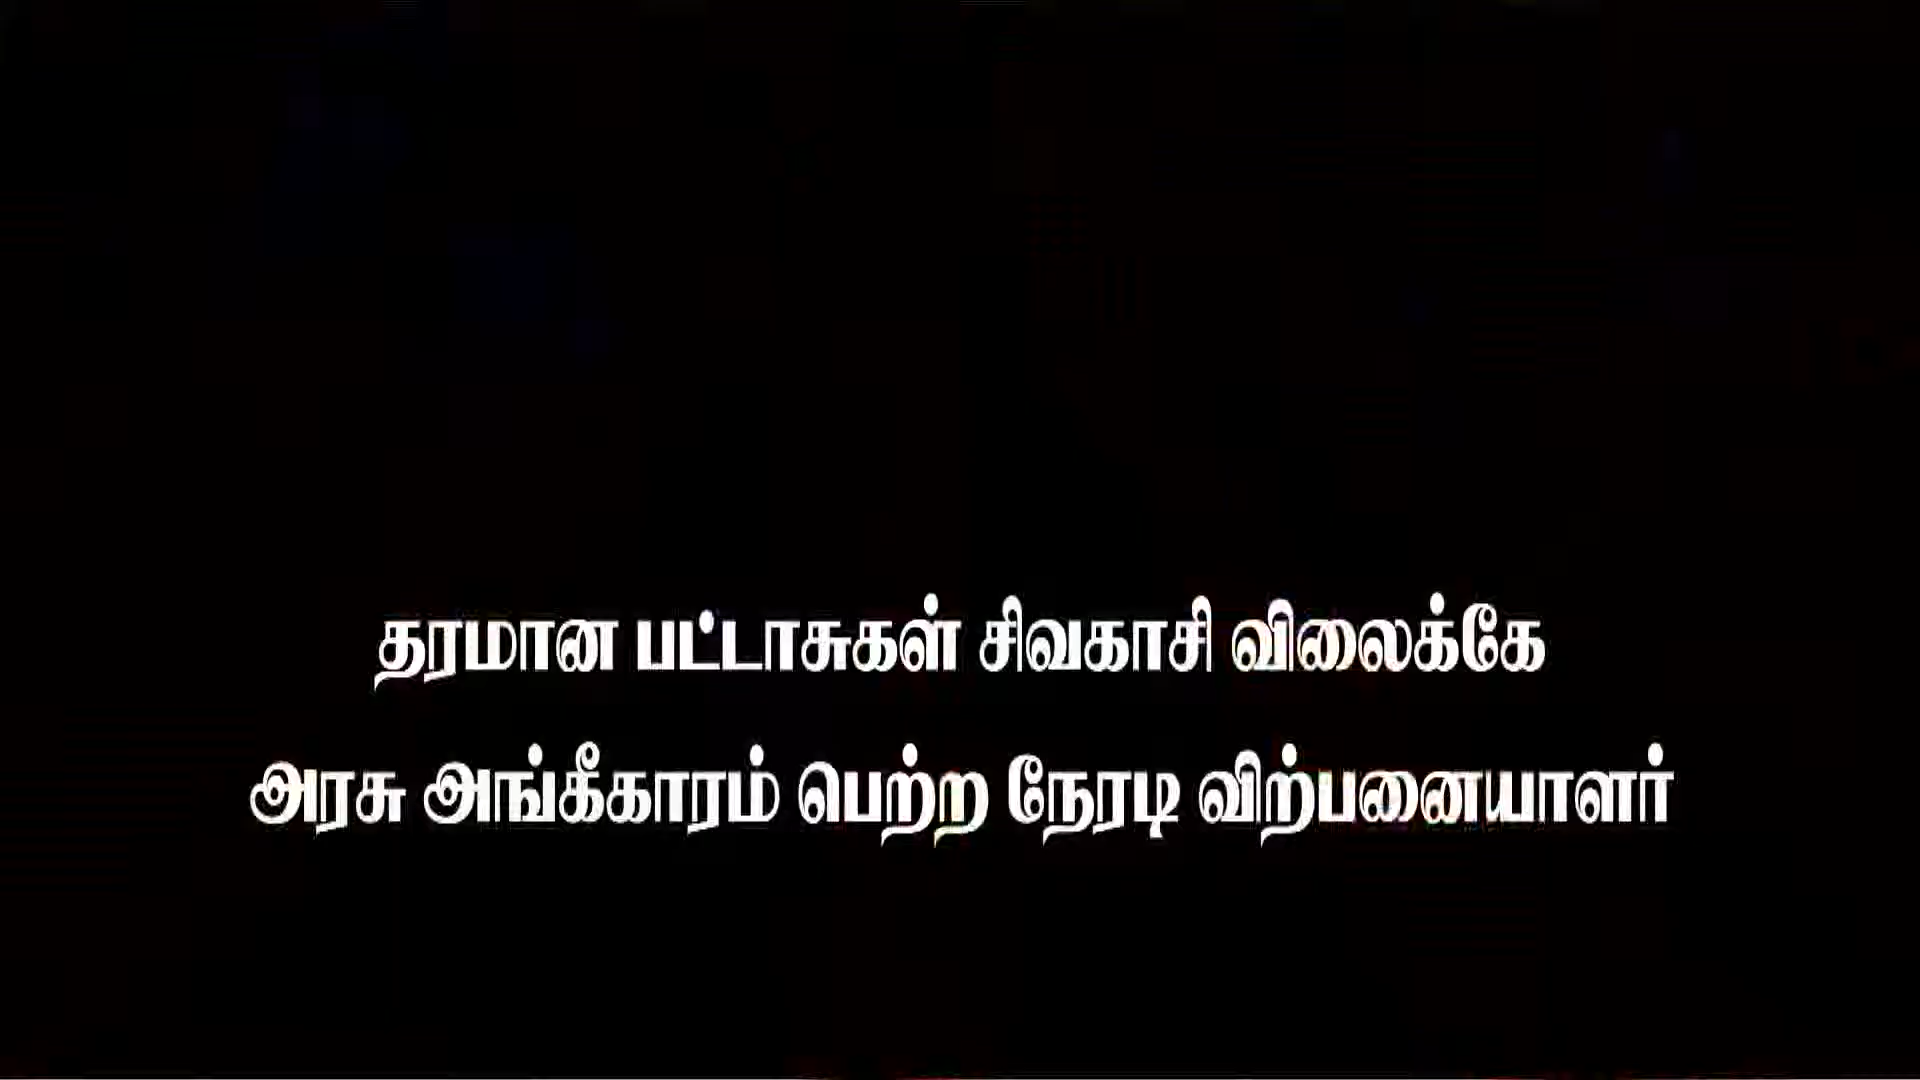 தரமான பட்டாசுகள் சிவகாசி விலைக்கே
அரசு அங்கீகாரம் பெற்ற நேரடி விற்பனையாளர்